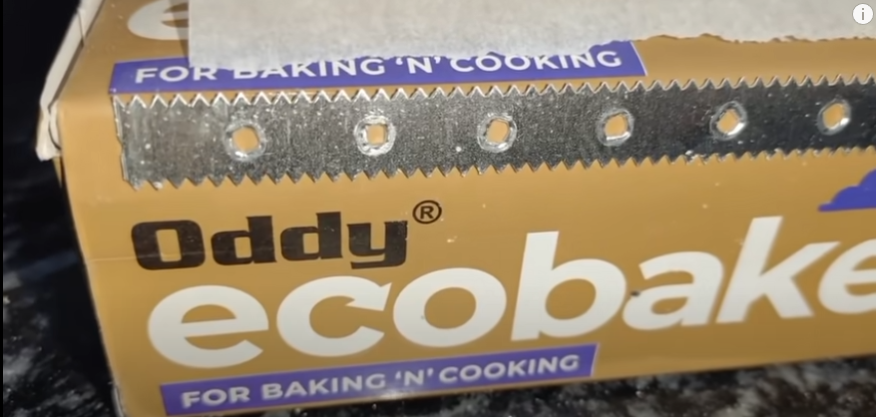 FOR BAKING 'N' COOKING
Oddy®
ecobake
FOR BAKING 'N' COOKING